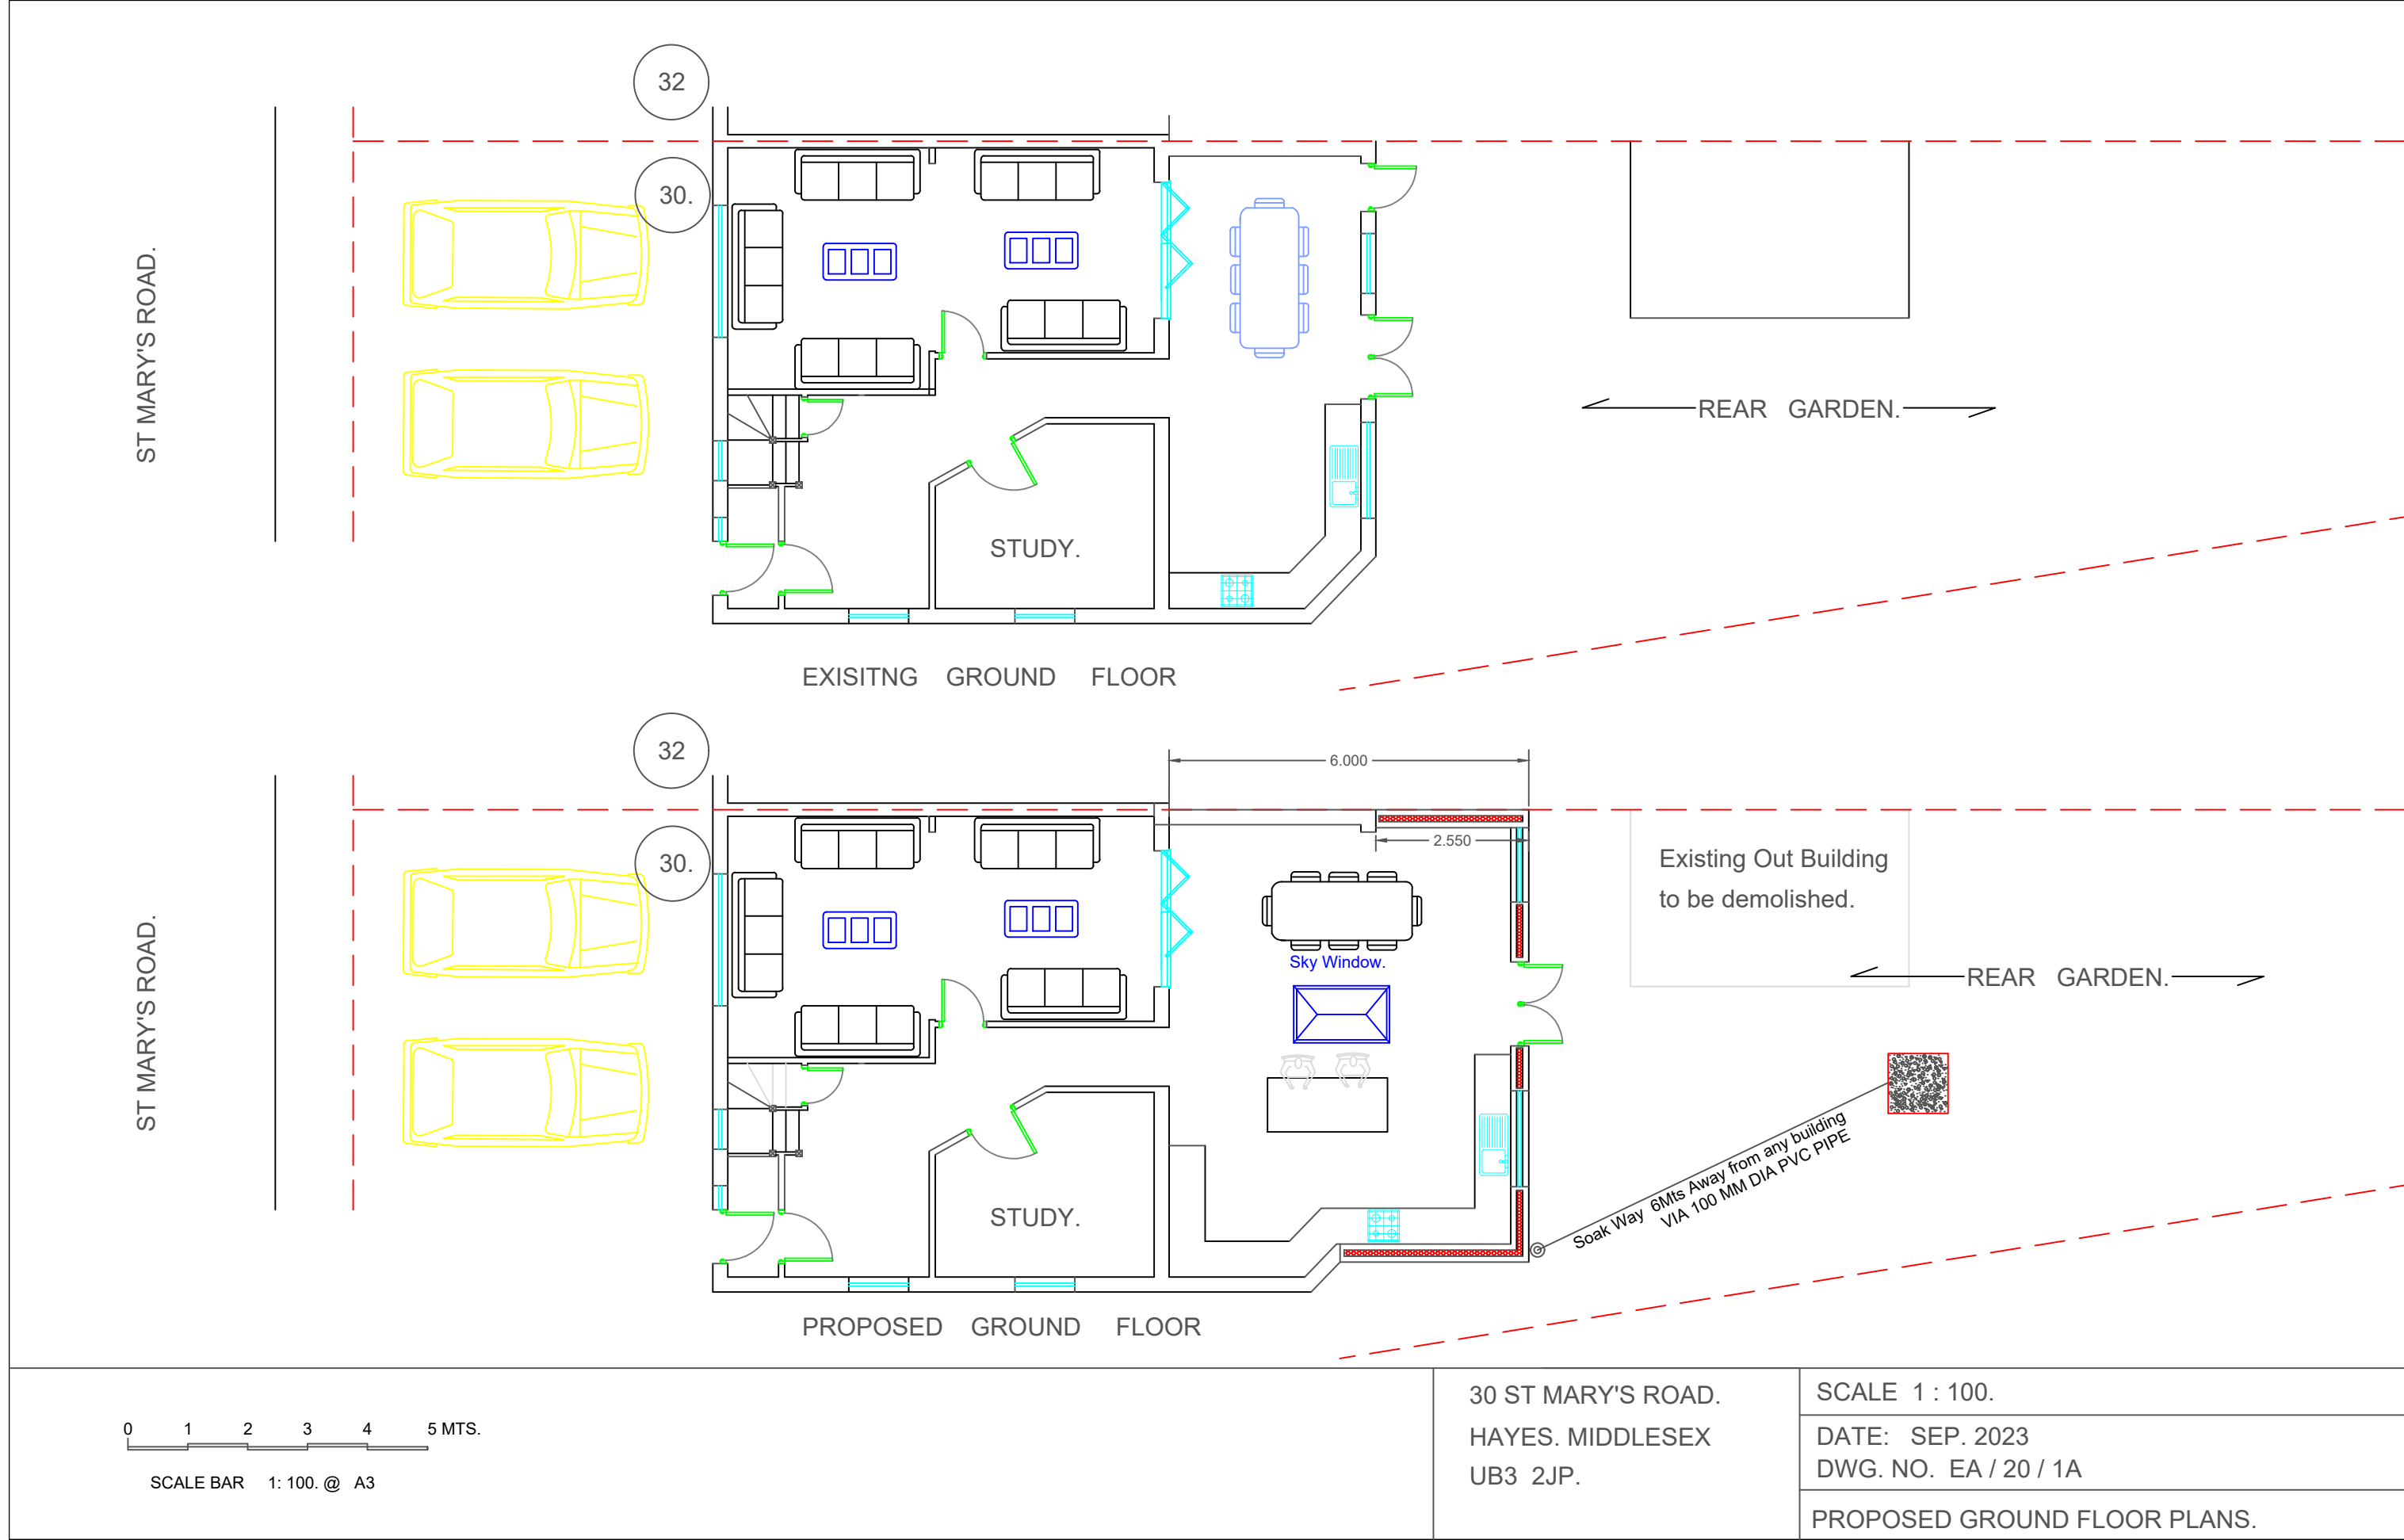 32
30.
ST MARY'S ROAD.
REAR GARDEN.
STUDY.
EXISITNG GROUND FLOOR
32
6.000
30.
2.550
Existing Out Building
to be demolished.
ST MARY'S ROAD.
Sky Window.
REAR GARDEN.
Soak Way 6Mts Away from any building
VIA 100 MM DIA PVC PIPE
STUDY.
PROPOSED GROUND FLOOR
0 1 2 3 4 5 MTS.
SCALE BAR 1: 100. @ A3
30 ST MARY'S ROAD.
HAYES. MIDDLESEX
UB3 2JP.
SCALE 1 : 100.
DATE: SEP. 2023
DWG. NO. EA / 20 / 1A
PROPOSED GROUND FLOOR PLANS.